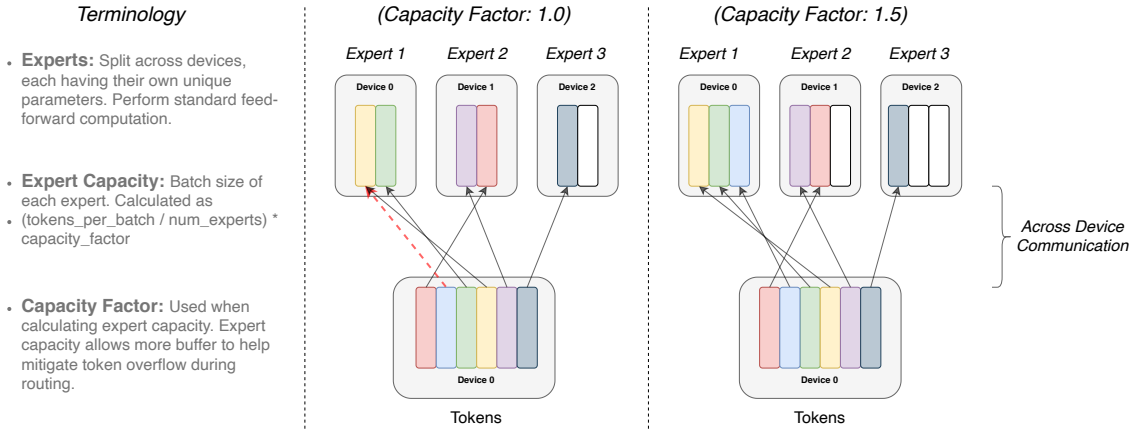 Terminology
• Experts: Split across devices,
each having their own unique
parameters. Perform standard feed-
forward computation.
• Expert Capacity: Batch size of
each expert. Calculated as
• (tokens_per_batch / num_experts) *
capacity_factor
• Capacity Factor: Used when
calculating expert capacity. Expert
capacity allows more buffer to help
mitigate token overflow during
routing.
(Capacity Factor: 1.0)
Expert 1 Expert 2 Expert 3
Device 0 Device 1 Device 2
Device 0
Tokens
(Capacity Factor: 1.5)
Expert 1 Expert 2 Expert 3
Device 0 Device 1 Device 2
Device 0
Tokens
Across Device
Communication